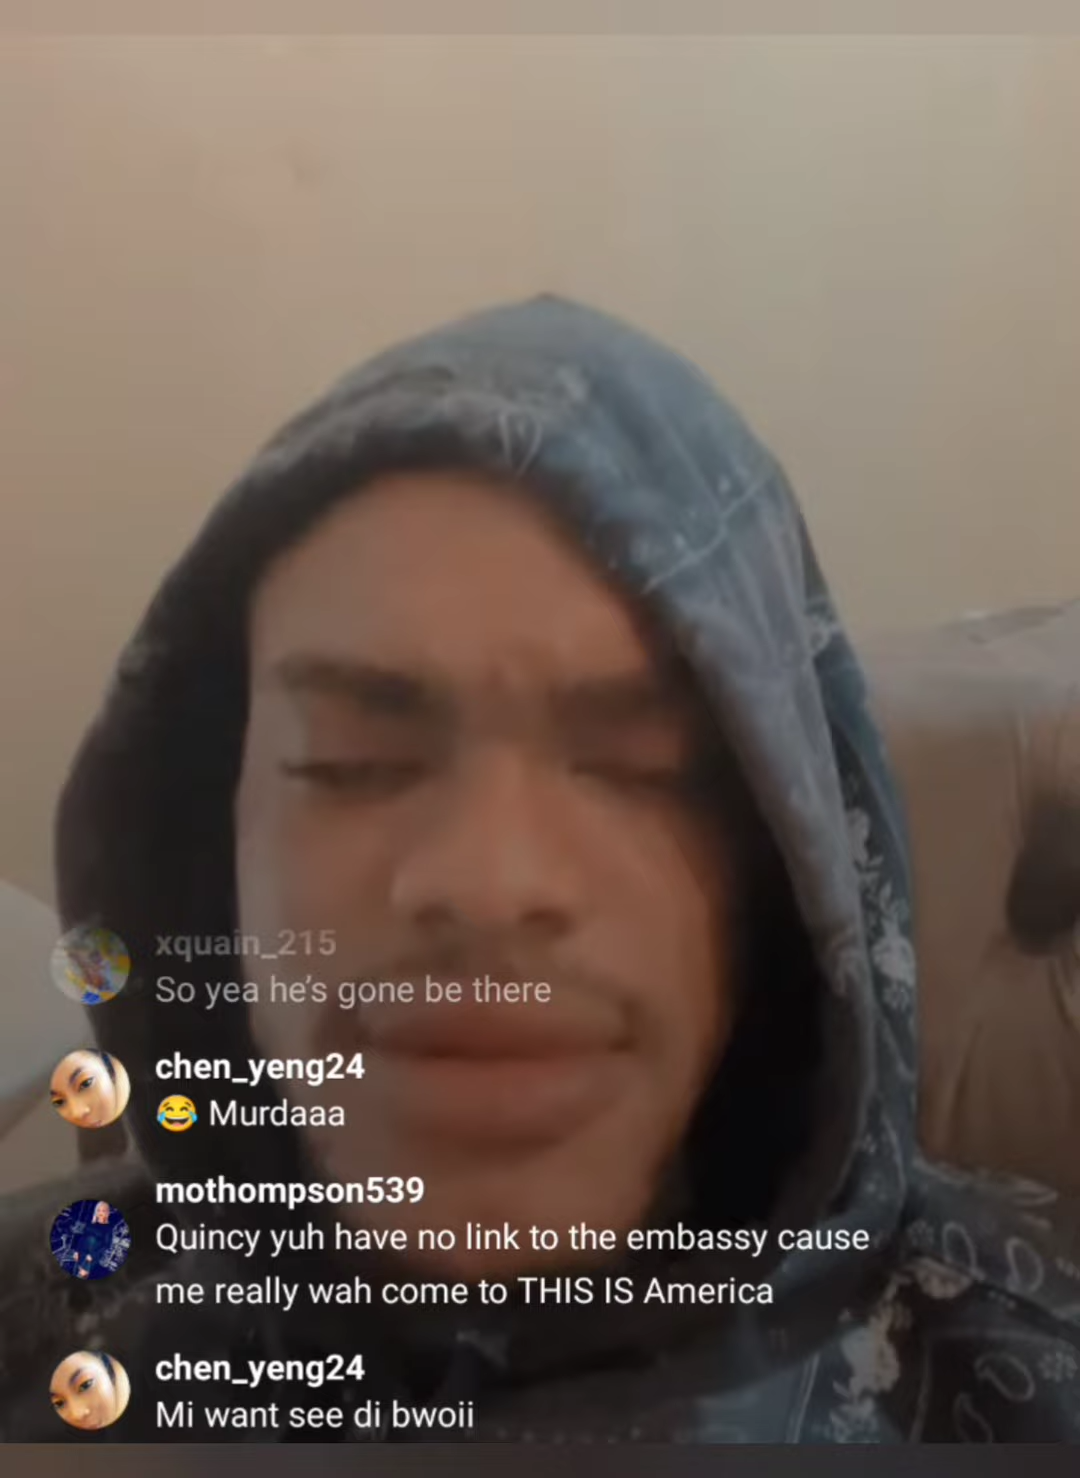 xquain_215
So yea he's gone be there
chen_yeng24
😂 Murdaaa
mothompson539
Quincy yuh have no link to the embassy cause
me really wah come to THIS IS America
chen_yeng24
Mi want see di bwoii